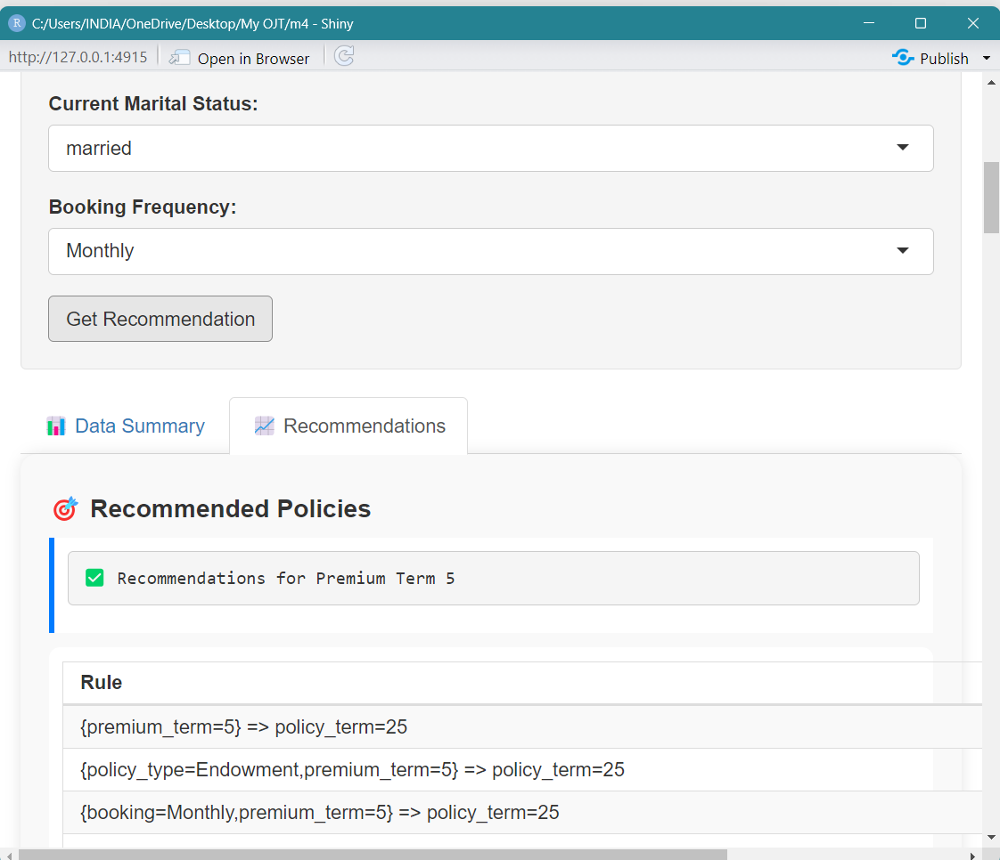 C:/Users/INDIA/OneDrive/Desktop/My OJT/m4 - Shiny
http://127.0.0.1:4915 Open in Browser Publish
Current Marital Status:
married
Booking Frequency:
Monthly
Get Recommendation
Data Summary Recommendations
Recommended Policies
Recommendations for Premium Term 5
Rule
{premium_term=5} => policy_term=25
{policy_type=Endowment,premium_term=5} => policy_term=25
{booking=Monthly,premium_term=5} => policy_term=25